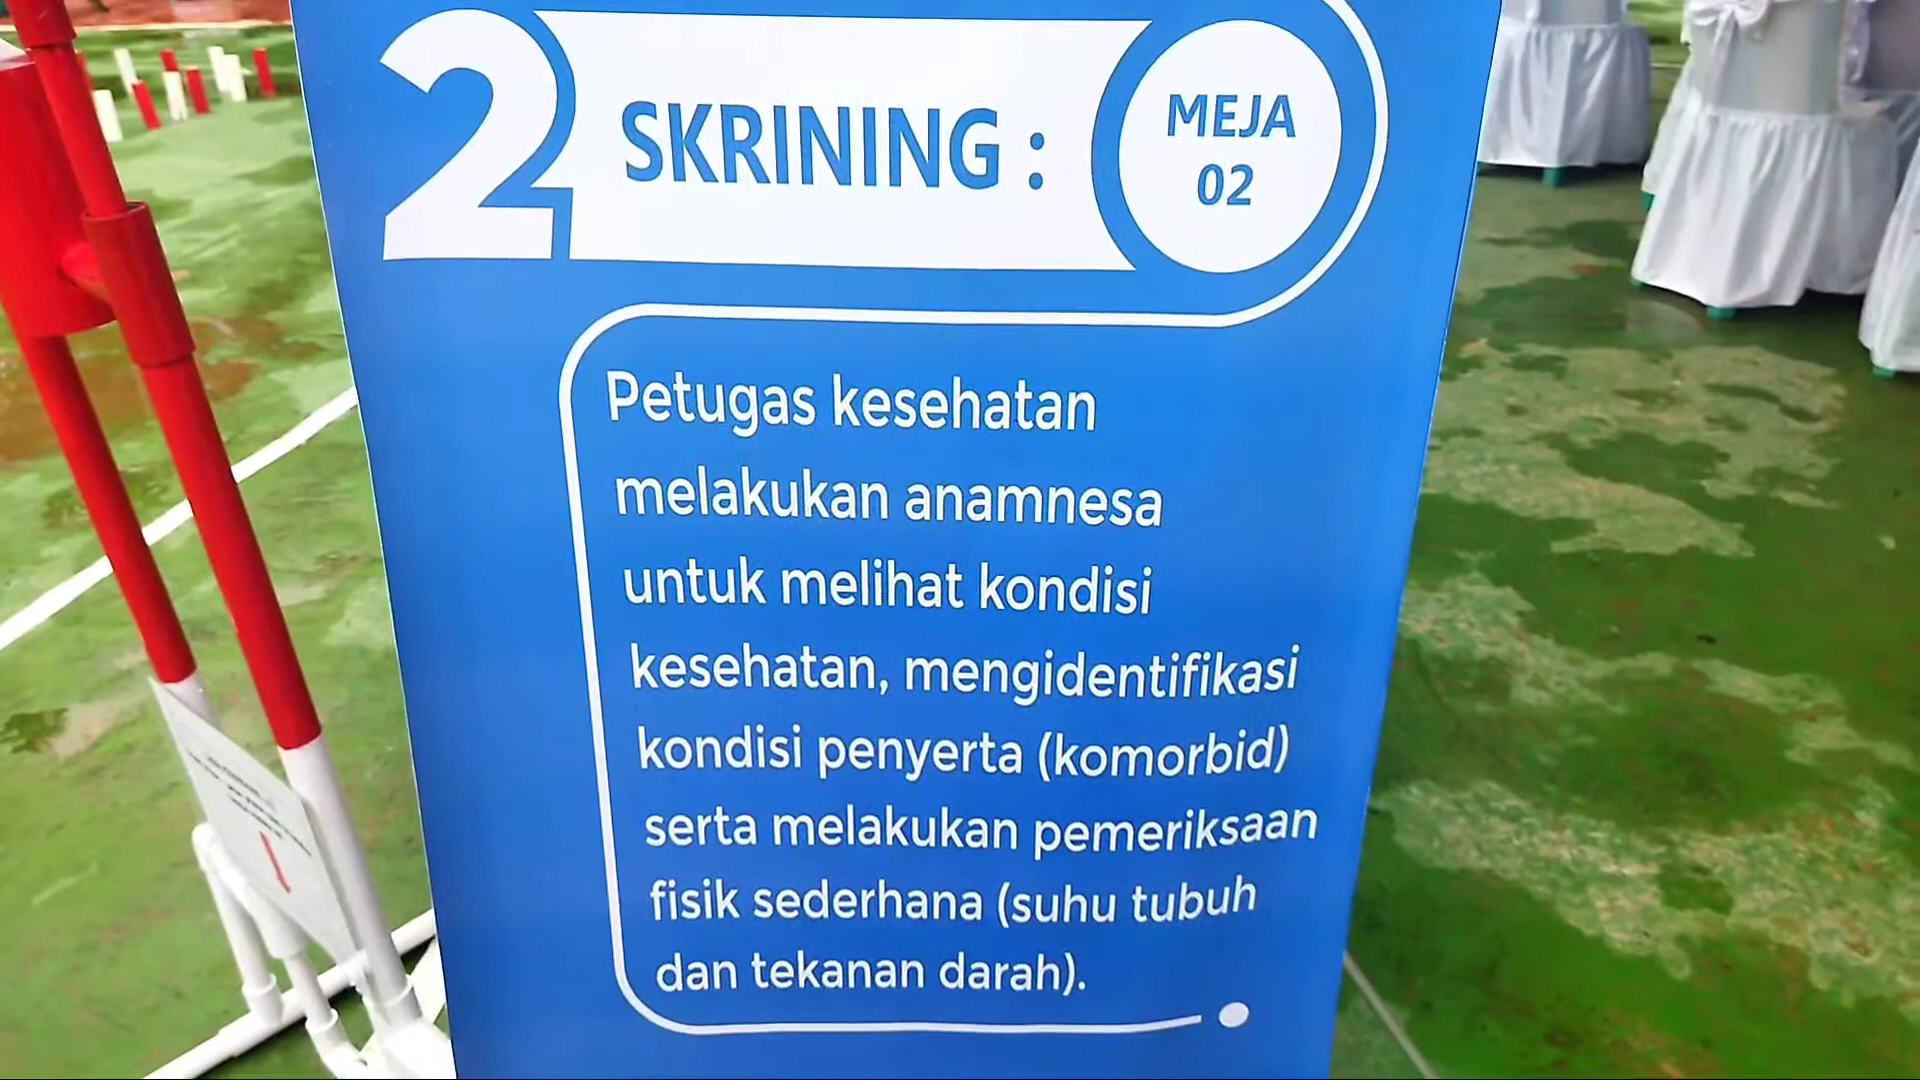 2 SKRINING : MEJA 02
Petugas kesehatan
melakukan anamnesa
untuk melihat kondisi
kesehatan, mengidentifikasi
kondisi penyerta (komorbid)
serta melakukan pemeriksaan
fisik sederhana (suhu tubuh
dan tekanan darah).